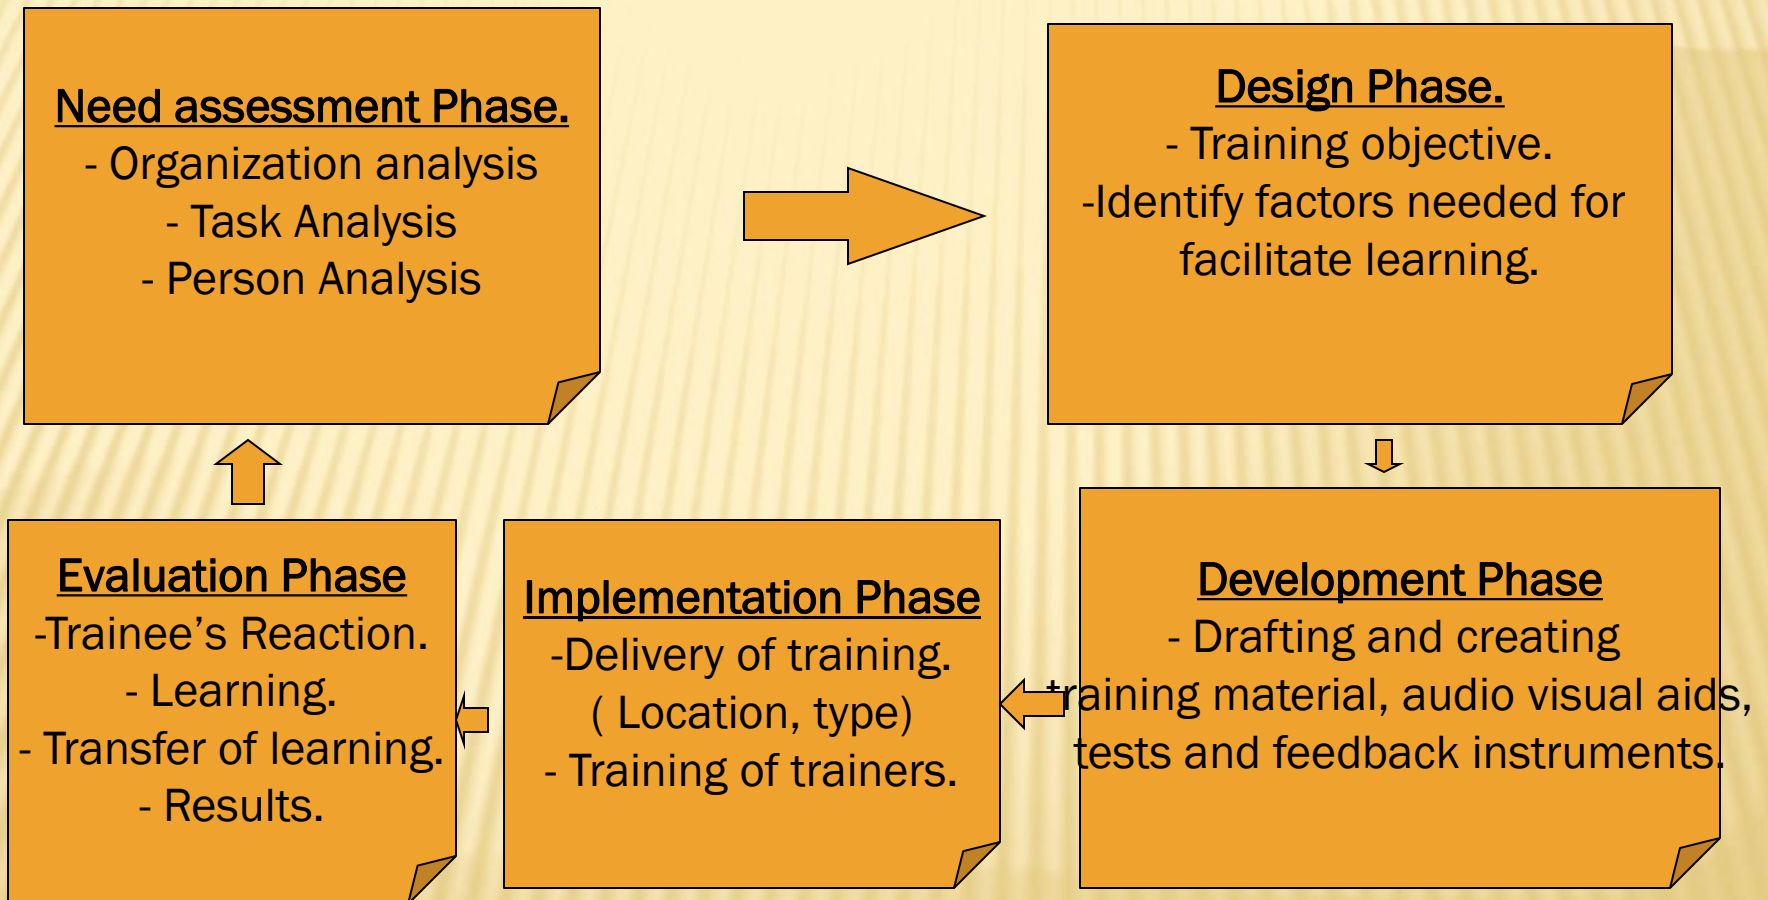 Need assessment Phase.
- Organization analysis
- Task Analysis
- Person Analysis
Design Phase.
- Training objective.
-Identify factors needed for
facilitate learning.
Development Phase
- Drafting and creating
training material, audio visual aids,
tests and feedback instruments.
Implementation Phase
-Delivery of training.
( Location, type)
- Training of trainers.
Evaluation Phase
-Trainee’s Reaction.
- Learning.
- Transfer of learning.
- Results.